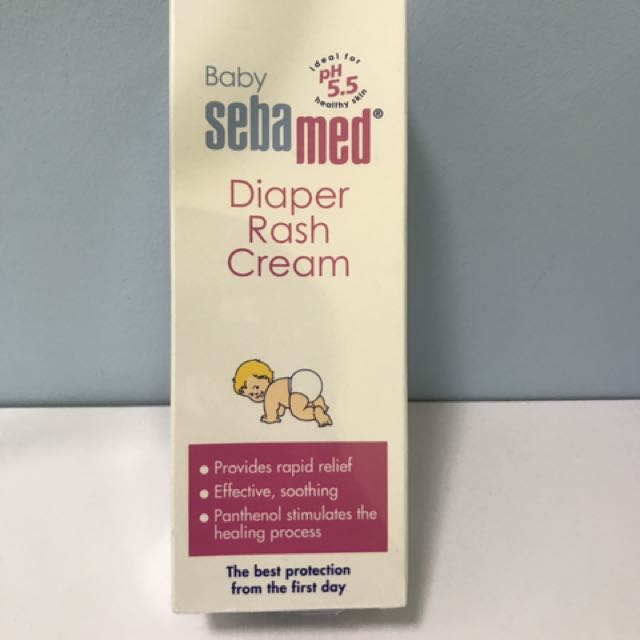 Baby
ideal for
pH
5.5
healthy skin
sebamed®
Diaper
Rash
Cream
● Provides rapid relief
● Effective, soothing
● Panthenol stimulates the
healing process
The best protection
from the first day